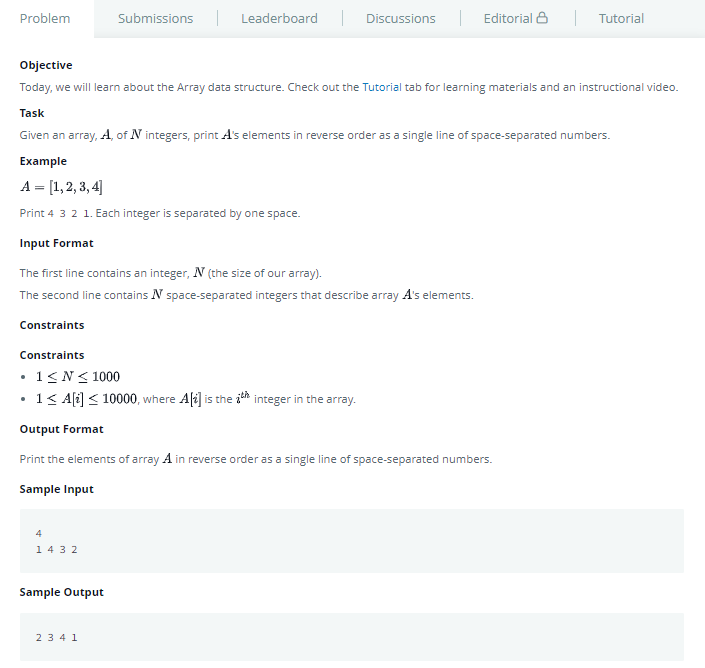 Problem Submissions Leaderboard Discussions Editorial Tutorial
Objective
Today, we will learn about the Array data structure. Check out the Tutorial tab for learning materials and an instructional video.
Task
Given an array, A, of N integers, print A's elements in reverse order as a single line of space-separated numbers.
Example
A = [1, 2, 3, 4]
Print 4 3 2 1. Each integer is separated by one space.
Input Format
The first line contains an integer, N (the size of our array).
The second line contains N space-separated integers that describe array A's elements.
Constraints
Constraints
• 1 ≤ N ≤ 1000
• 1 ≤ A[i] ≤ 10000, where A[i] is the iᵗʰ integer in the array.
Output Format
Print the elements of array A in reverse order as a single line of space-separated numbers.
Sample Input
4
1 4 3 2
Sample Output
2 3 4 1